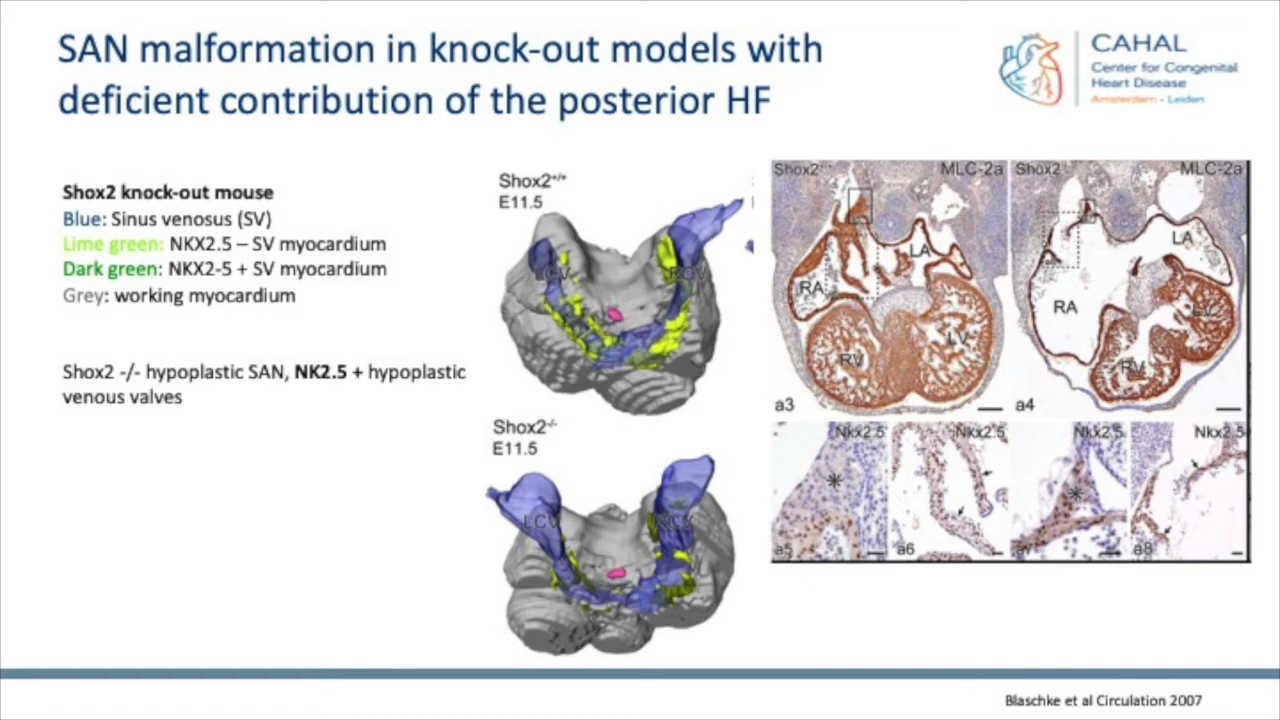 SAN malformation in knock-out models with
deficient contribution of the posterior HF
CAHAL
Center for Congenital
Heart Disease
Amsterdam - Leiden
Shox2 knock-out mouse
Blue: Sinus venosus (SV)
Lime green: NKX2.5 – SV myocardium
Dark green: NKX2-5 + SV myocardium
Grey: working myocardium
Shox2 -/- hypoplastic SAN, NK2.5 + hypoplastic
venous valves
Shox2+/+
E11.5
LCV
RCV
Shox2-/-
E11.5
LCV
RCV
Shox2+/+
MLC-2a
RA
LA
RV
LV
a3
Shox2
MLC-2a
RA
LA
RV
LV
a4
Nkx2.5
a5
Nkx2.5
a6
Nkx2.5
a7
Nkx2.5
a8
Blaschke et al Circulation 2007